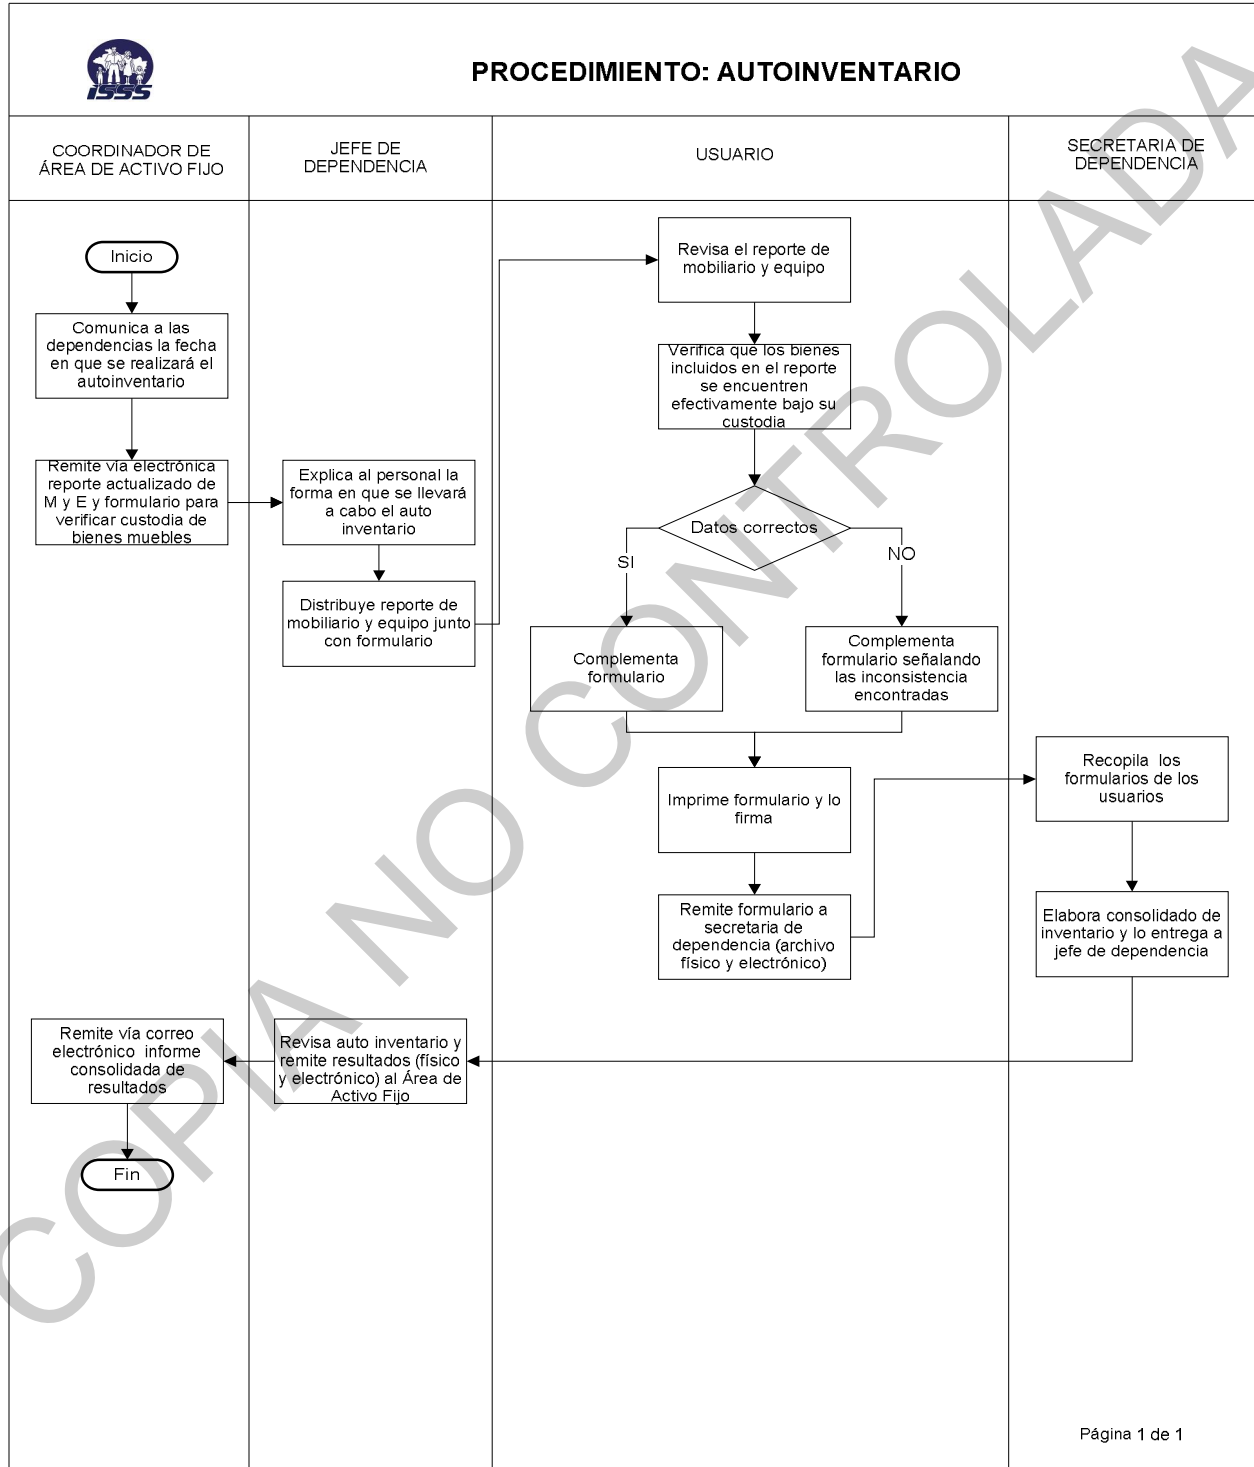 ISSS
PROCEDIMIENTO: AUTOINVENTARIO
COORDINADOR DE
ÁREA DE ACTIVO FIJO
JEFE DE
DEPENDENCIA
USUARIO
SECRETARIA DE
DEPENDENCIA
Inicio
Comunica a las
dependencias la fecha
en que se realizará el
autoinventario
Remite vía electrónica
reporte actualizado de
M y E y formulario para
verificar custodia de
bienes muebles
Explica al personal la
forma en que se llevará
a cabo el auto
inventario
Distribuye reporte de
mobiliario y equipo junto
con formulario
Revisa el reporte de
mobiliario y equipo
Verifica que los bienes
incluidos en el reporte
se encuentren
efectivamente bajo su
custodia
Datos correctos
SI
NO
Complementa
formulario
Complementa
formulario señalando
las inconsistencia
encontradas
Imprime formulario y lo
firma
Remite formulario a
secretaria de
dependencia (archivo
físico y electrónico)
Recopila los
formularios de los
usuarios
Elabora consolidado de
inventario y lo entrega a
jefe de dependencia
Revisa auto inventario y
remite resultados (físico
y electrónico) al Área de
Activo Fijo
Remite vía correo
electrónico informe
consolidada de
resultados
Fin
Página 1 de 1
COPIA NO CONTROLADA